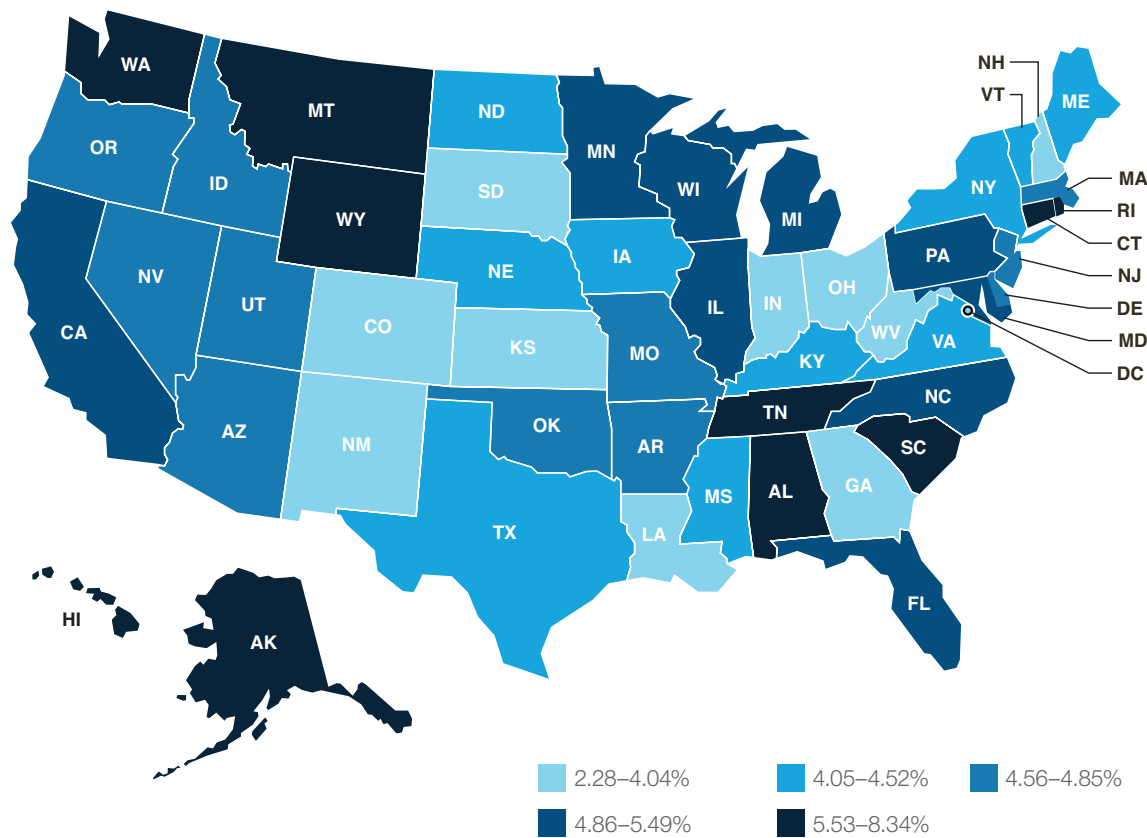 WA
MT
ND
MN
NH
VT
ME
OR
ID
SD
WI
MI
NY
MA
RI
CT
NJ
DE
MD
DC
WY
NV
UT
CA
CO
NE
IA
IL
IN
OH
PA
WV
VA
KS
MO
KY
NC
TN
SC
AZ
NM
OK
AR
TX
LA
MS
AL
GA
FL
HI
AK
2.28–4.04%
4.05–4.52%
4.56–4.85%
4.86–5.49%
5.53–8.34%